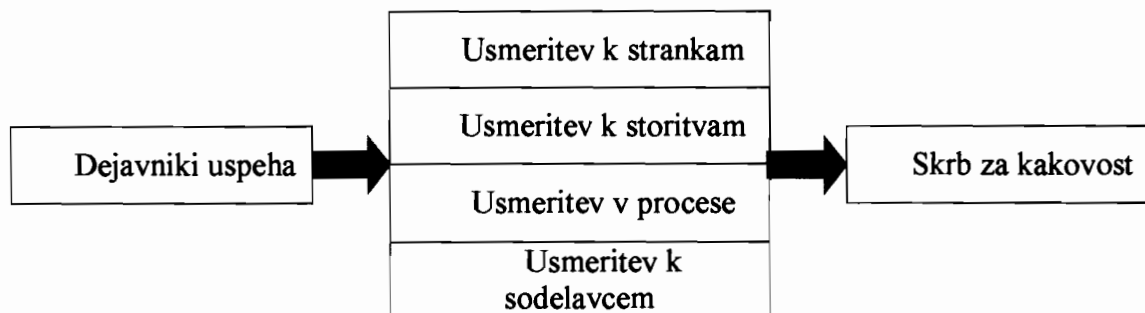 Dejavniki uspeha
Usmeritev k strankam
Usmeritev k storitvam
Usmeritev v procese
Usmeritev k
sodelavcem
Skrb za kakovost